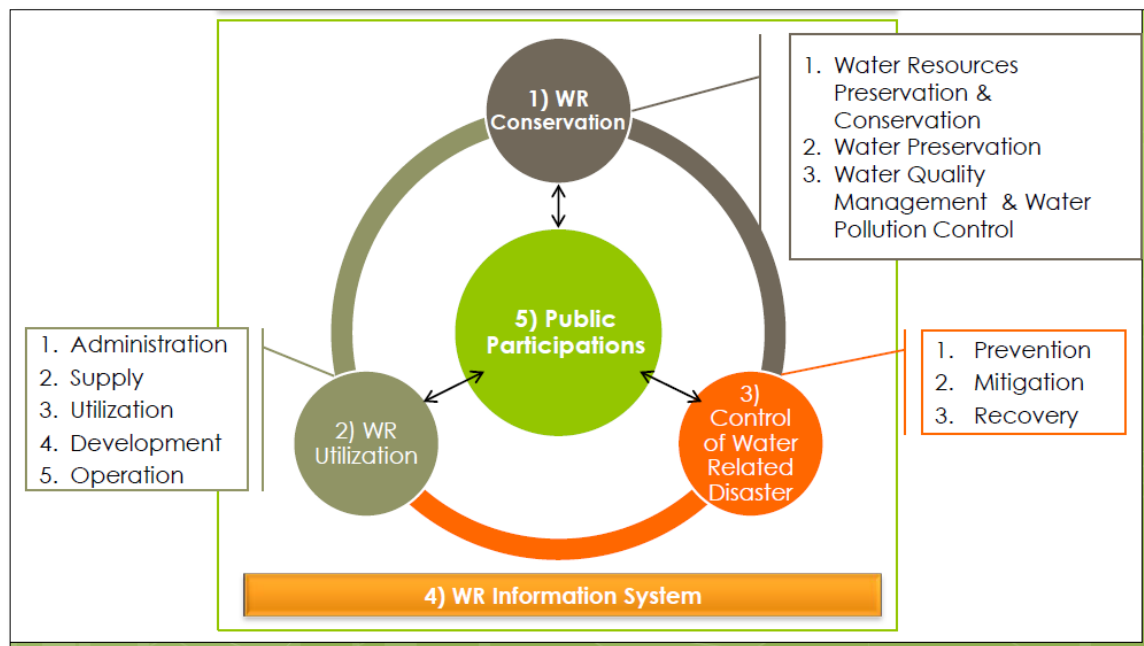 1) WR
Conservation
1. Water Resources
Preservation &
Conservation
2. Water Preservation
3. Water Quality
Management & Water
Pollution Control
5) Public
Participations
1. Administration
2. Supply
3. Utilization
4. Development
5. Operation
2) WR
Utilization
3)
Control
of Water
Related
Disaster
1. Prevention
2. Mitigation
3. Recovery
4) WR Information System